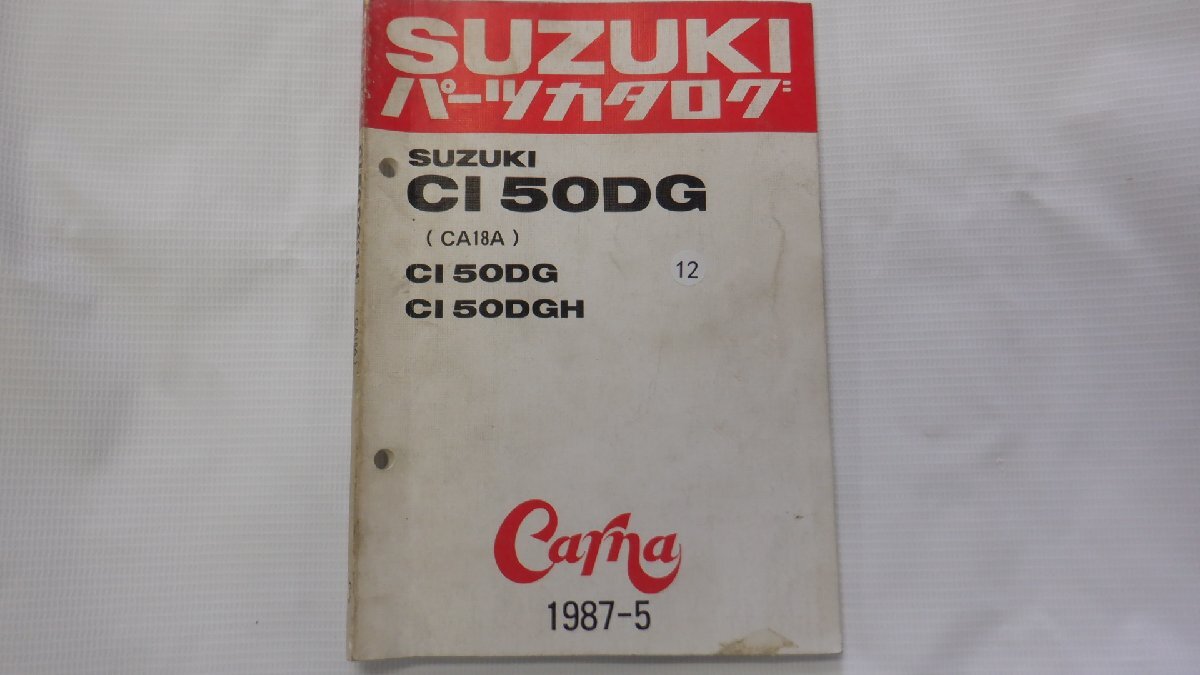 SUZUKI
パーツカタログ
SUZUKI
CI 50DG
( CA18A )
CI 50DG
12
CI 50DGH
Carna
1987-5